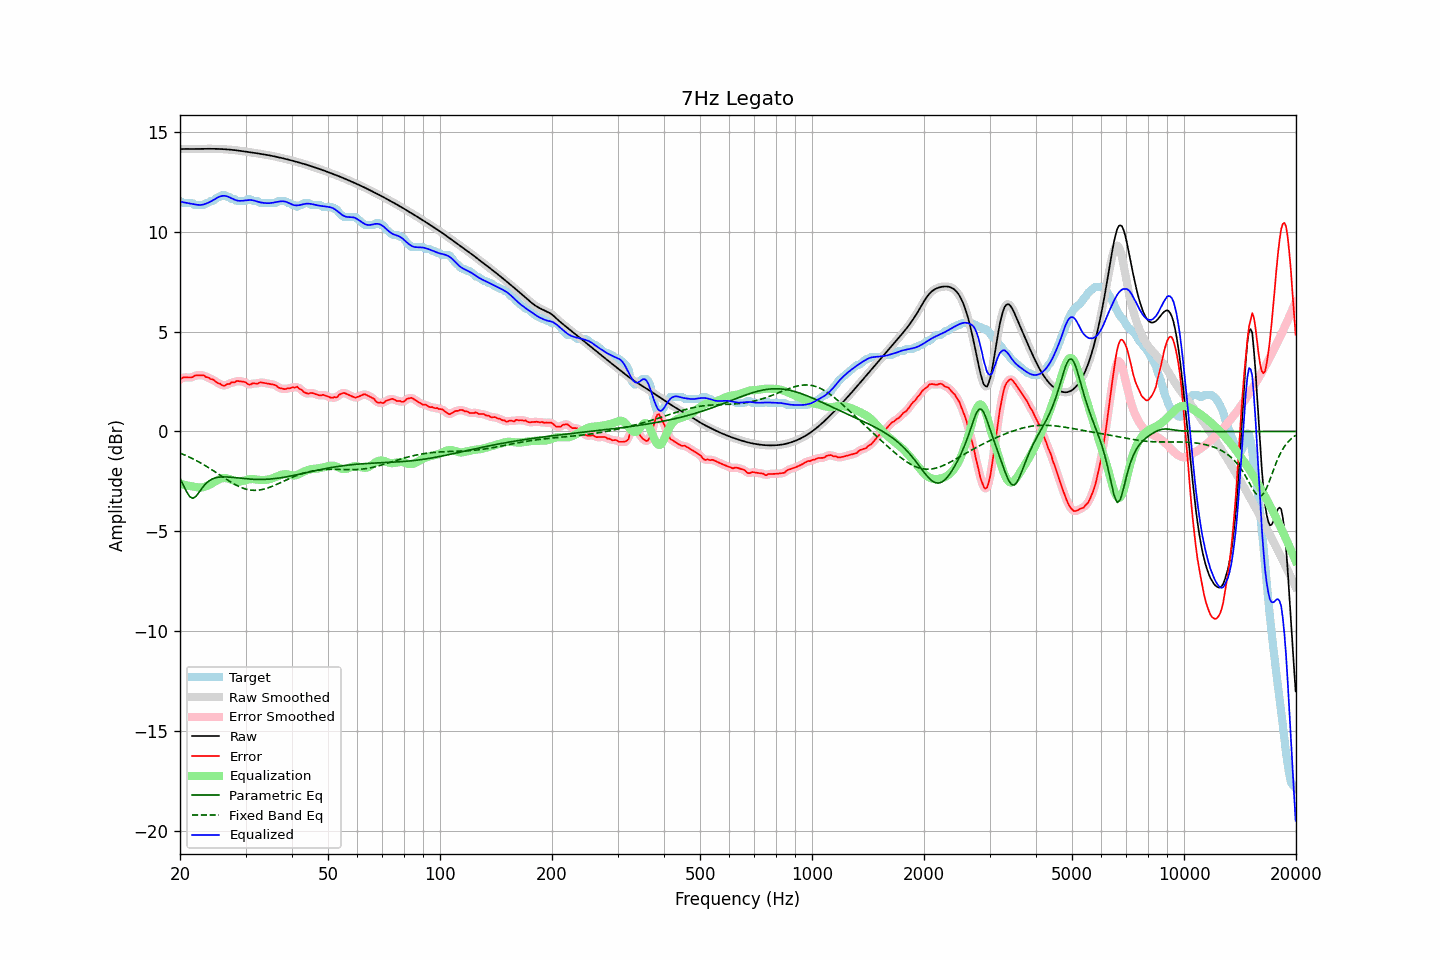 7Hz Legato
15
10
5
0
−5
−10
−15
−20
Amplitude (dBr)
Target
Raw Smoothed
Error Smoothed
Raw
Error
Equalization
Parametric Eq
Fixed Band Eq
Equalized
20
50
100
200
500
1000
2000
5000
10000
20000
Frequency (Hz)